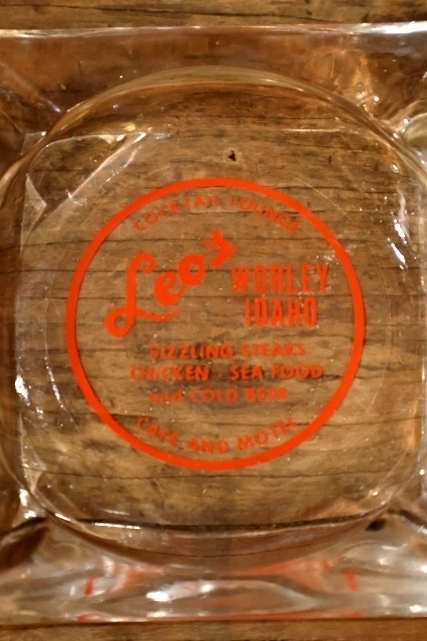 COCKTAIL LOUNGE
Leo's
WORLEY
IDAHO
SIZZLING STEAKS
CHICKEN . SEA FOOD
and COLD BEER
CAFE AND MOTEL